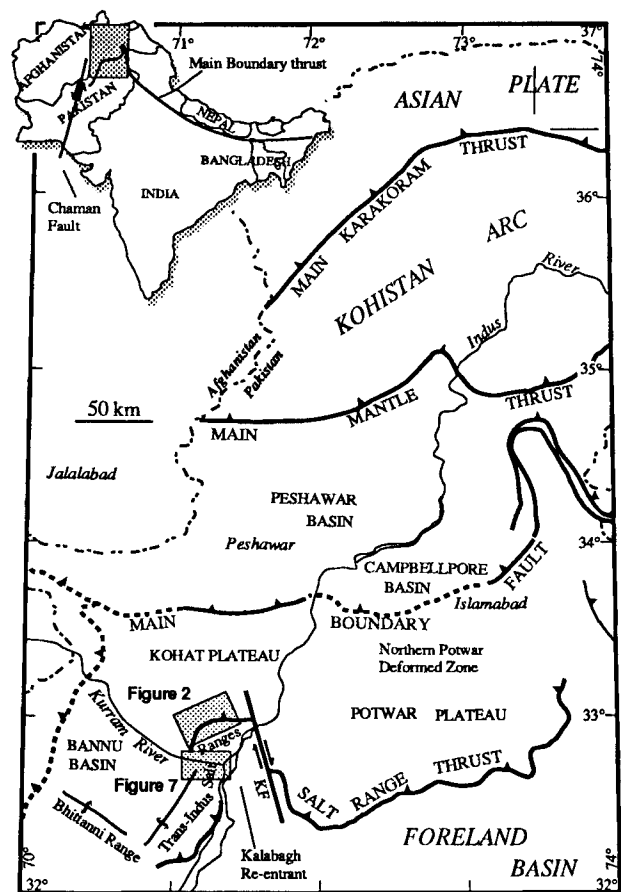 71°
72°
73°
37°
74°
AFGHANISTAN
PAKISTAN
Main Boundary thrust
NEPAL
BANGLADESH
INDIA
Chaman
Fault
ASIAN PLATE
MAIN KARAKORAM THRUST
36°
KOHISTAN ARC
Indus River
Afghanistan
Pakistan
35°
50 km
MAIN MANTLE THRUST
Jalalabad
PESHAWAR
BASIN
Peshawar
34°
CAMPBELLPORE
BASIN
Islamabad
MAIN BOUNDARY FAULT
KOHAT PLATEAU
Northern Potwar
Deformed Zone
Figure 2
Kurram River
POTWAR PLATEAU
33°
BANNU
BASIN
Salt Ranges
Figure 7
KF
SALT RANGE THRUST
Trans-Indus
Bhittanni Range
Kalabagh
Re-entrant
FORELAND
BASIN
70°
32°
32°
74°